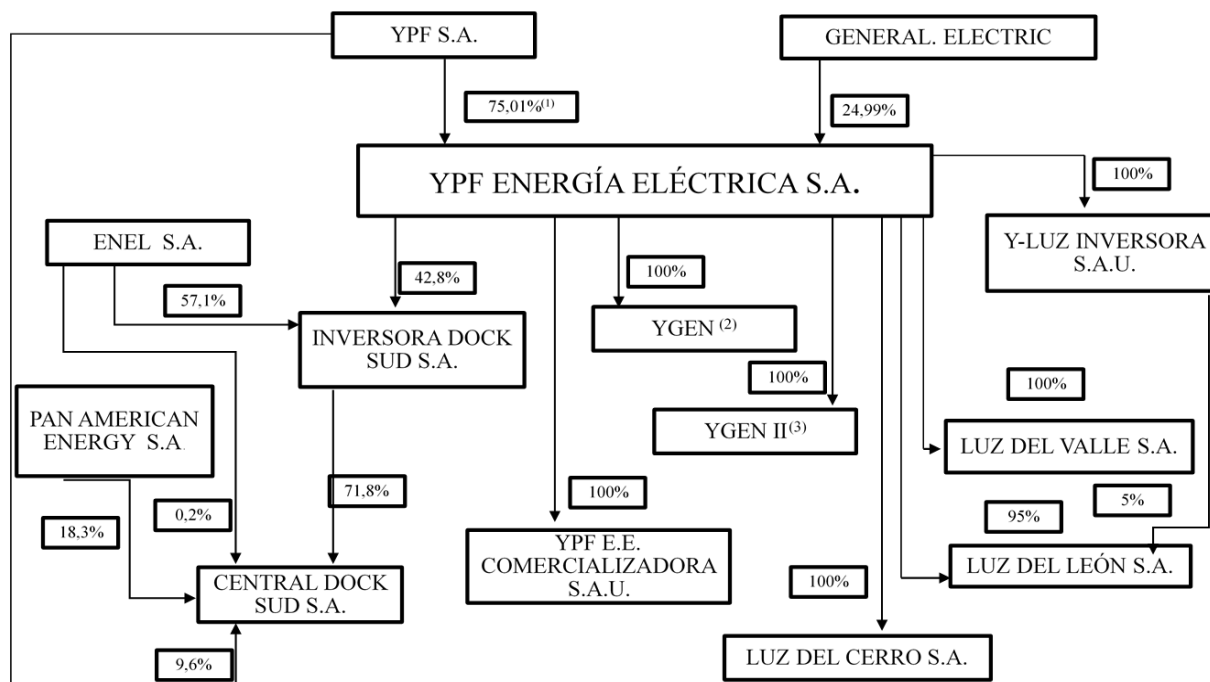 YPF S.A.
GENERAL. ELECTRIC
75,01%(1)
24,99%
YPF ENERGÍA ELÉCTRICA S.A.
100%
ENEL S.A.
Y-LUZ INVERSORA
S.A.U.
42,8%
100%
57,1%
INVERSORA DOCK
SUD S.A.
YGEN (2)
100%
100%
PAN AMERICAN
ENERGY S.A.
YGEN II(3)
LUZ DEL VALLE S.A.
71,8%
100%
5%
0,2%
95%
18,3%
YPF E.E.
COMERCIALIZADORA
S.A.U.
LUZ DEL LEÓN S.A.
CENTRAL DOCK
SUD S.A.
100%
9,6%
LUZ DEL CERRO S.A.